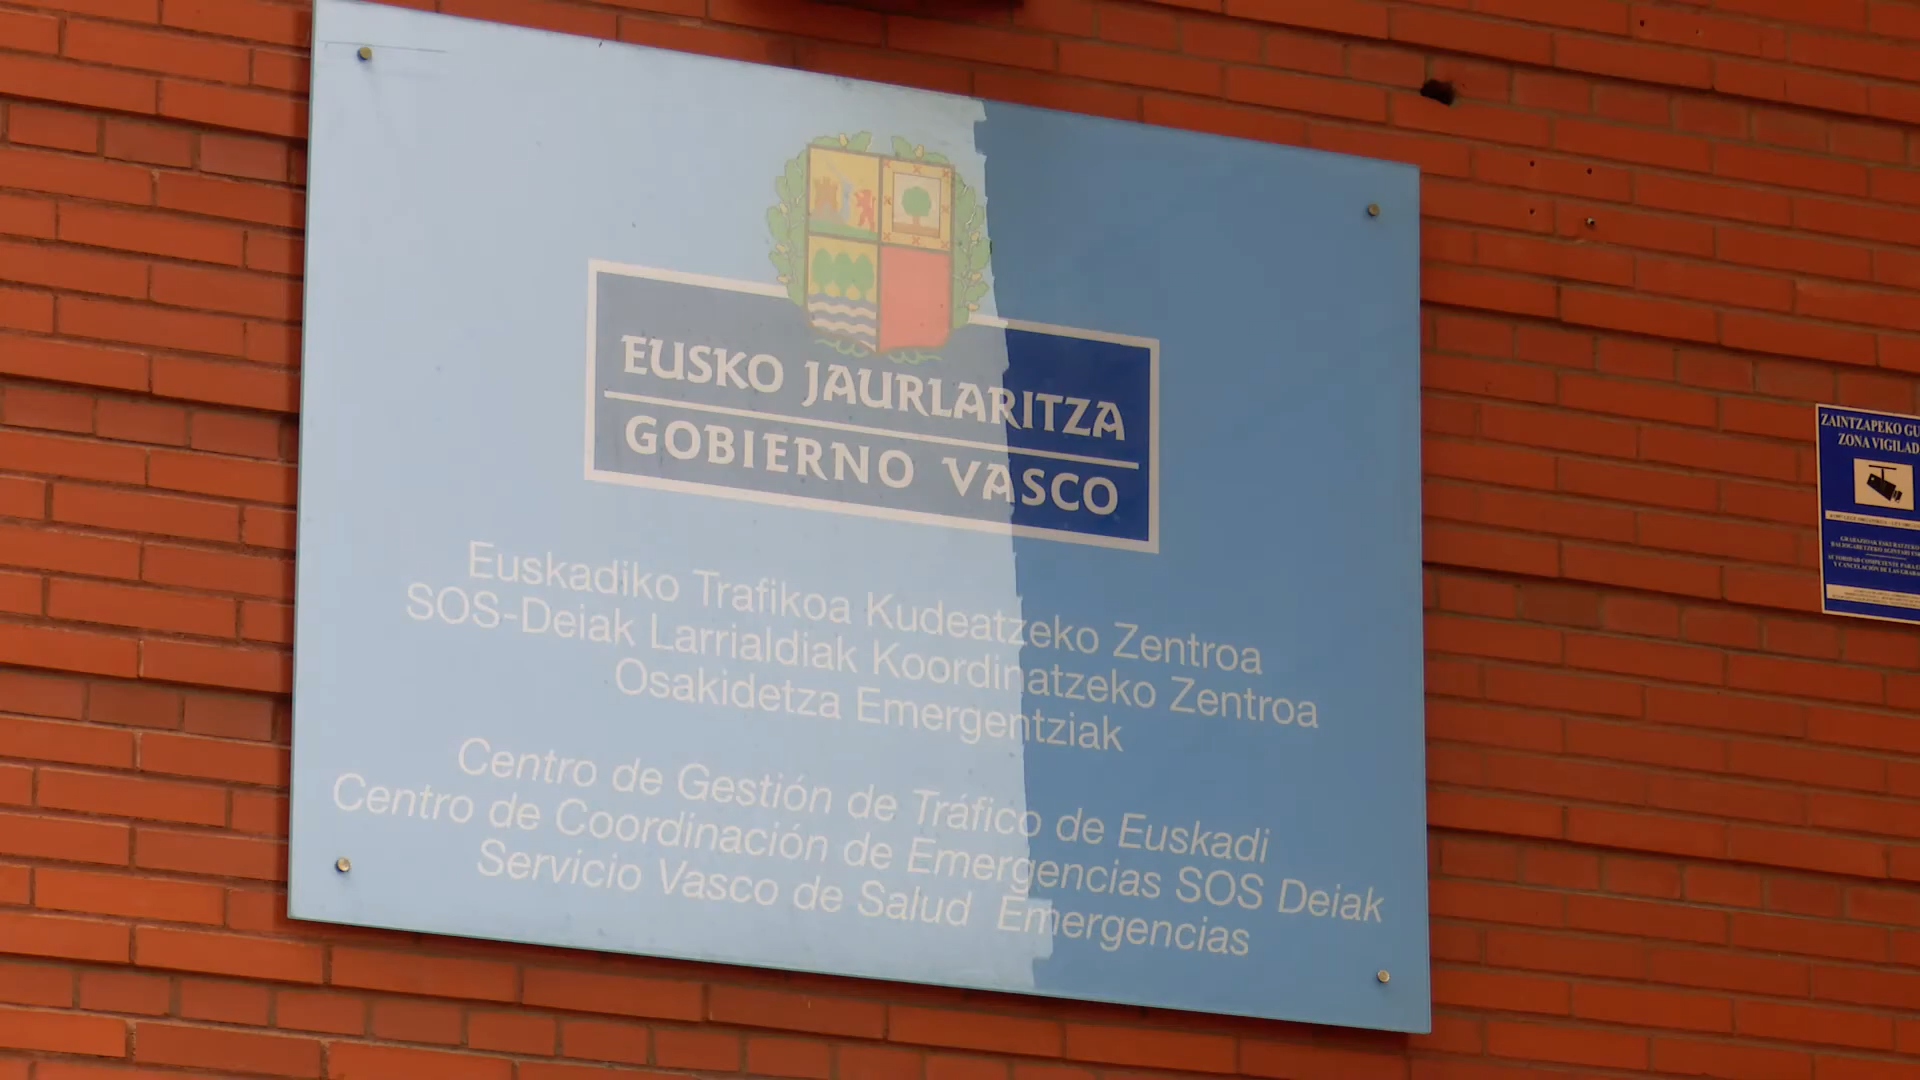 EUSKO JAURLARITZA
GOBIERNO VASCO
Euskadiko Trafikoa Kudeatzeko Zentroa
SOS-Deiak Larrialdiak Koordinatzeko Zentroa
Osakidetza Emergentziak
Centro de Gestión de Tráfico de Euskadi
Centro de Coordinación de Emergencias SOS Deiak
Servicio Vasco de Salud Emergencias
ZAINTZAPEKO GU
ZONA VIGILAD